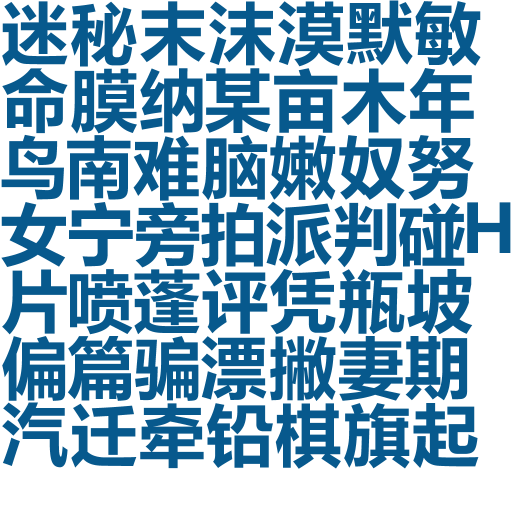 迷秘末沫漠默敏
命膜纳某亩木年
鸟南难脑嫩奴努
女宁旁拍派判碰H
片喷蓬评凭瓶坡
偏篇骗漂撇妻期
汽迁牵铅棋旗起